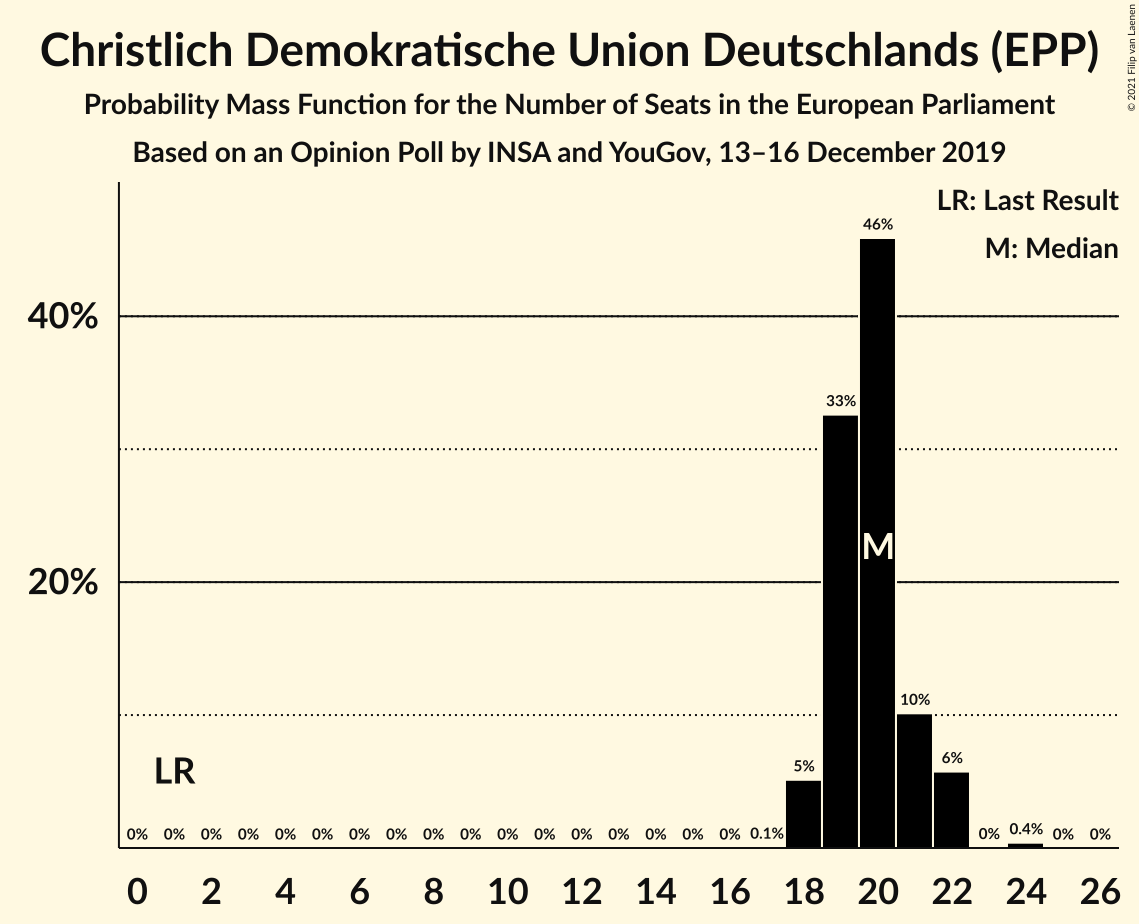 Christlich Demokratische Union Deutschlands (EPP)
Probability Mass Function for the Number of Seats in the European Parliament
Based on an Opinion Poll by INSA and YouGov, 13–16 December 2019
© 2021 Filip van Laenen
LR: Last Result
M: Median
46%
40%
33%
M
20%
10%
LR
5%
6%
0% 0% 0% 0% 0% 0% 0% 0% 0% 0% 0% 0% 0% 0% 0% 0% 0% 0.1% 0% 0.4% 0% 0%
0 2 4 6 8 10 12 14 16 18 20 22 24 26